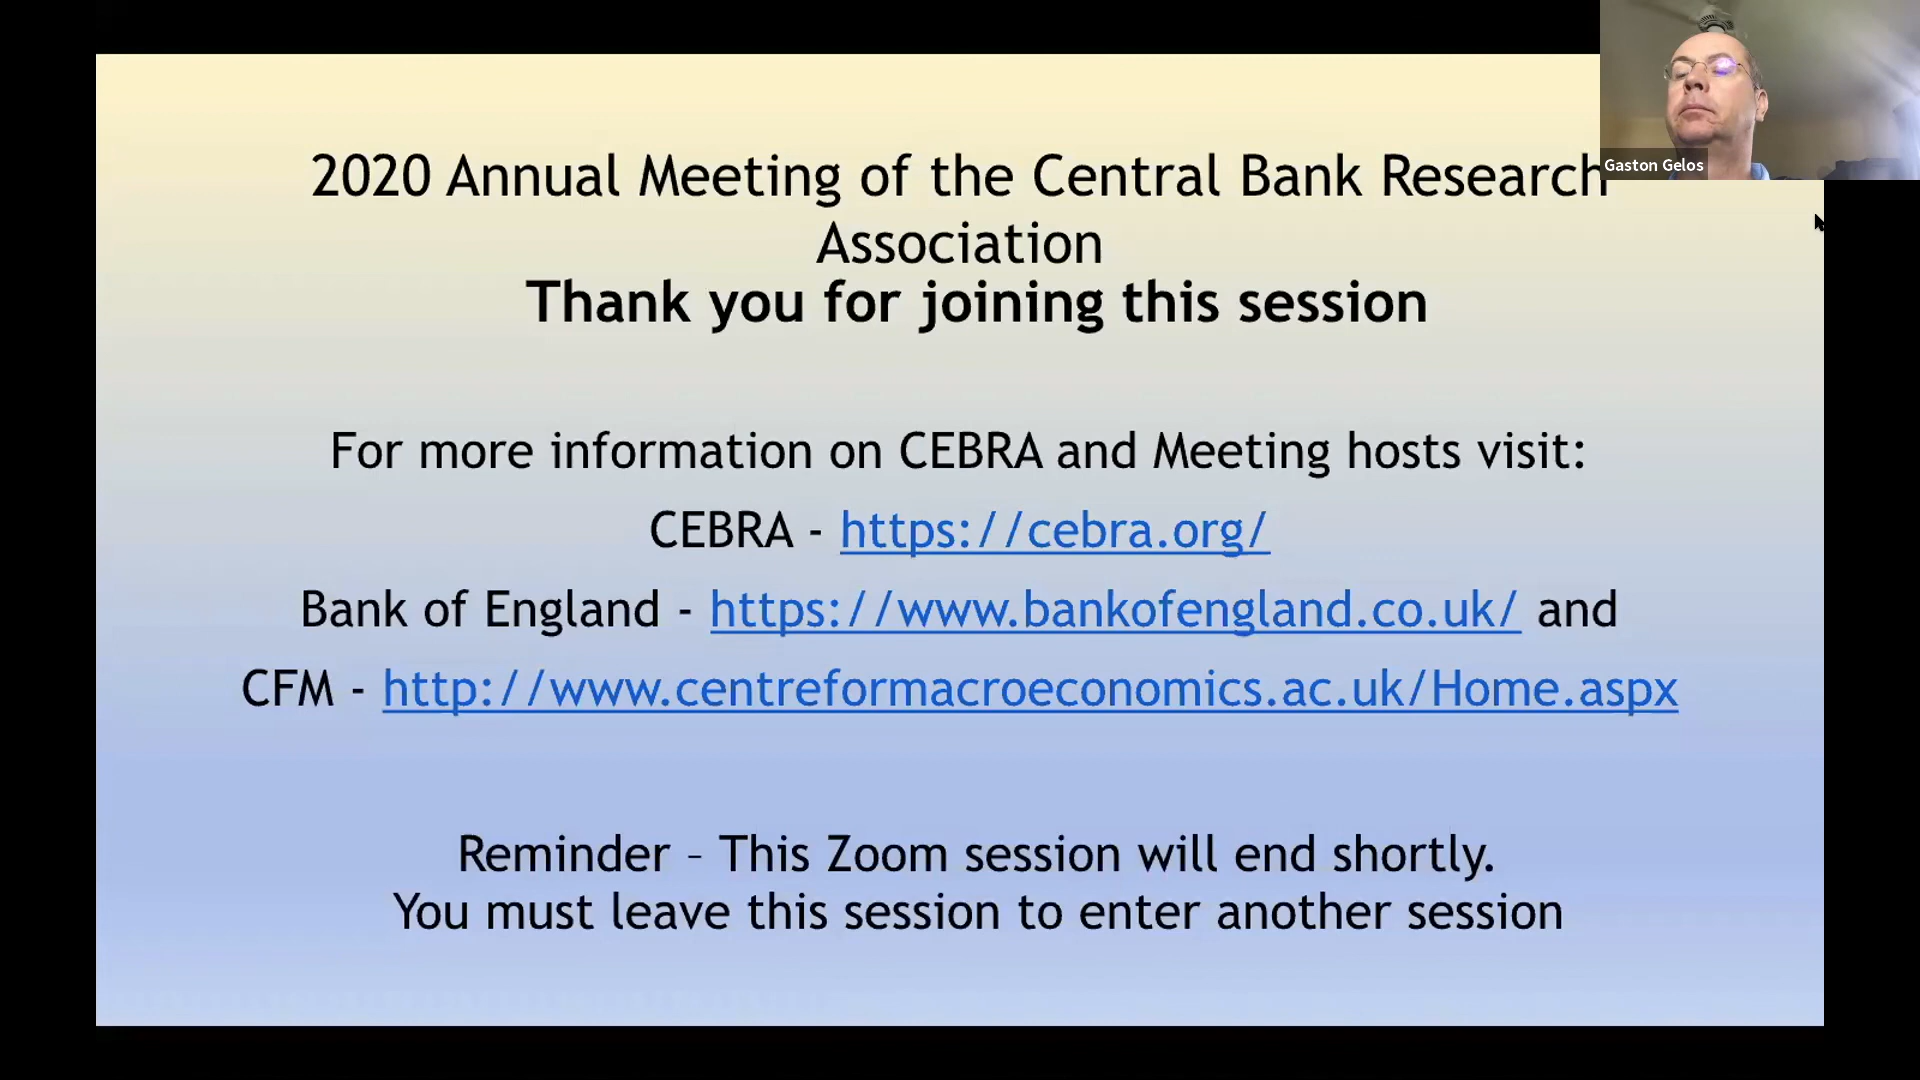 2020 Annual Meeting of the Central Bank Research
Association
Thank you for joining this session
For more information on CEBRA and Meeting hosts visit:
CEBRA - https://cebra.org/
Bank of England - https://www.bankofengland.co.uk/ and
CFM - http://www.centreformacroeconomics.ac.uk/Home.aspx
Reminder – This Zoom session will end shortly.
You must leave this session to enter another session
Gaston Gelos